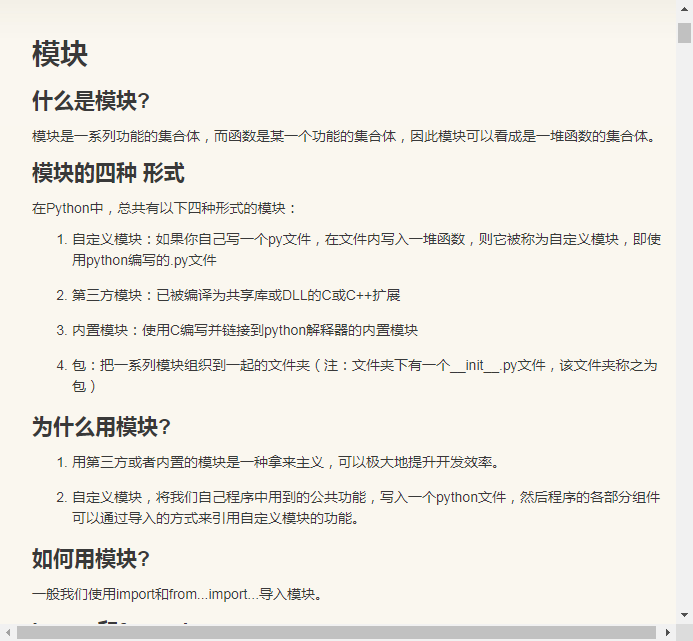 模块
什么是模块?
模块是一系列功能的集合体，而函数是某一个功能的集合体，因此模块可以看成是一堆函数的集合体。
模块的四种 形式
在Python中，总共有以下四种形式的模块：
1. 自定义模块：如果你自己写一个py文件，在文件内写入一堆函数，则它被称为自定义模块，即使
用python编写的.py文件
2. 第三方模块：已被编译为共享库或DLL的C或C++扩展
3. 内置模块：使用C编写并链接到python解释器的内置模块
4. 包：把一系列模块组织到一起的文件夹（注：文件夹下有一个__init__.py文件，该文件夹称之为
包）
为什么用模块?
1. 用第三方或者内置的模块是一种拿来主义，可以极大地提升开发效率。
2. 自定义模块，将我们自己程序中用到的公共功能，写入一个python文件，然后程序的各部分组件
可以通过导入的方式来引用自定义模块的功能。
如何用模块?
一般我们使用import和from...import...导入模块。